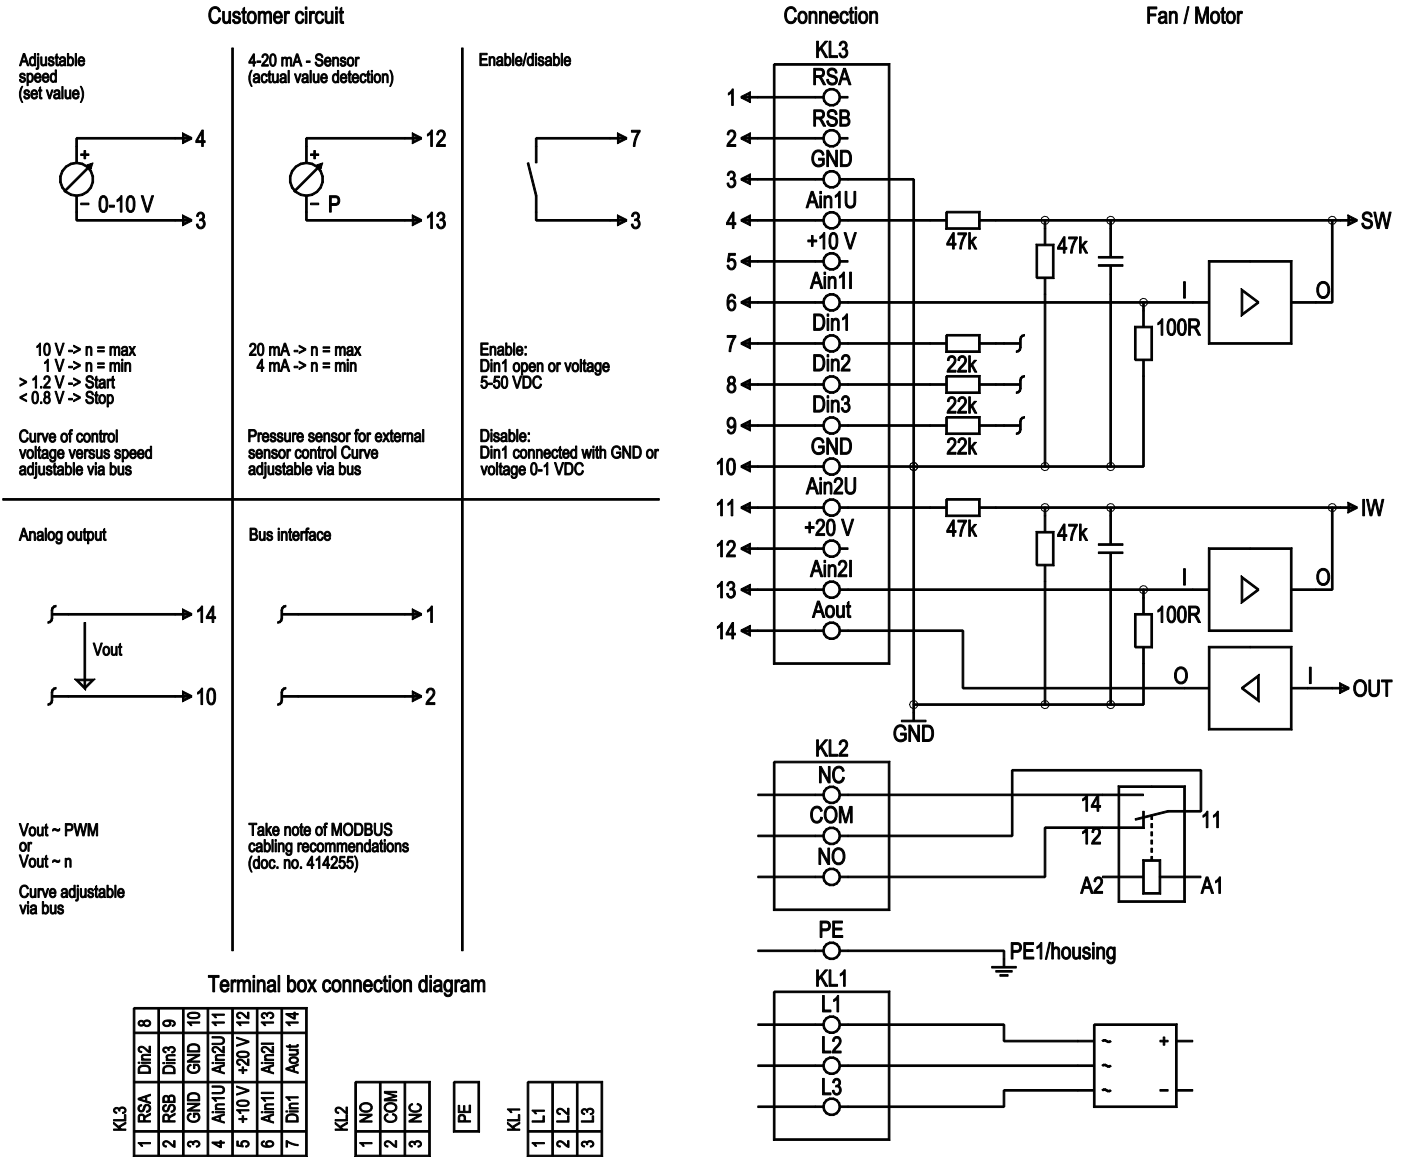 Customer circuit
Adjustable
speed
(set value)
4
+
− 0-10 V
3
10 V -> n = max
1 V -> n = min
> 1.2 V -> Start
< 0.8 V -> Stop
Curve of control
voltage versus speed
adjustable via bus
4-20 mA - Sensor
(actual value detection)
12
+
− P
13
20 mA -> n = max
4 mA -> n = min
Pressure sensor for external
sensor control Curve
adjustable via bus
Enable/disable
7
3
Enable:
Din1 open or voltage
5-50 VDC
Disable:
Din1 connected with GND or
voltage 0-1 VDC
Analog output
14
Vout
10
Vout ~ PWM
or
Vout ~ n
Curve adjustable
via bus
Bus interface
1
2
Take note of MODBUS
cabling recommendations
(doc. no. 414255)
Connection
Fan / Motor
KL3
RSA
1
RSB
2
GND
3
Ain1U
4
47k
47k
SW
+10 V
5
Ain1I
6
I
O
100R
Din1
7
22k
Din2
8
22k
Din3
9
22k
GND
10
Ain2U
11
47k
47k
IW
+20 V
12
Ain2I
13
I
O
100R
Aout
14
O
I
OUT
GND
KL2
NC
14
COM
11
12
NO
A2
A1
PE
PE1/housing
KL1
L1
~
+
L2
~
L3
~
−
Terminal box connection diagram
KL3
8 9 10 11 12 13 14
Din2 Din3 GND Ain2U +20 V Ain2I Aout
RSA RSB GND Ain1U +10 V Ain1I Din1
1 2 3 4 5 6 7
KL2
NO COM NC
1 2 3
PE
KL1
L1 L2 L3
1 2 3